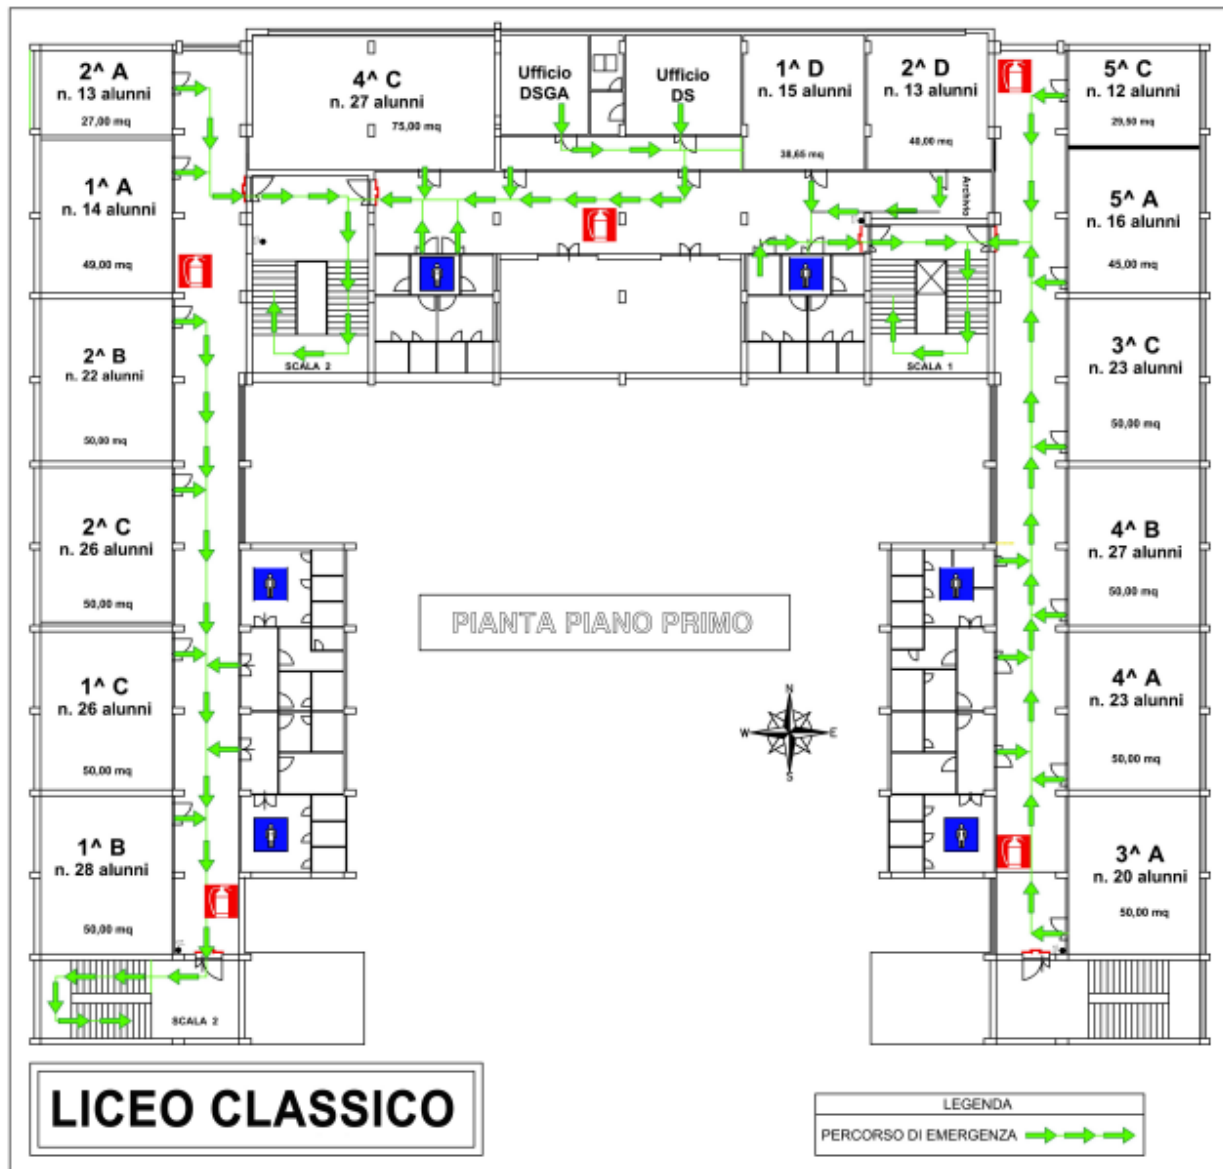 2^ A
n. 13 alunni
27,00 mq
4^ C
n. 27 alunni
75,00 mq
Ufficio
DSGA
Ufficio
DS
1^ D
n. 15 alunni
38,65 mq
2^ D
n. 13 alunni
40,00 mq
5^ C
n. 12 alunni
29,50 mq
1^ A
n. 14 alunni
49,00 mq
Archivio
5^ A
n. 16 alunni
45,00 mq
2^ B
n. 22 alunni
50,00 mq
SCALA 2
SCALA 1
3^ C
n. 23 alunni
50,00 mq
2^ C
n. 26 alunni
50,00 mq
4^ B
n. 27 alunni
50,00 mq
PIANTA PIANO PRIMO
1^ C
n. 26 alunni
50,00 mq
N
W
E
S
4^ A
n. 23 alunni
50,00 mq
1^ B
n. 28 alunni
50,00 mq
3^ A
n. 20 alunni
50,00 mq
SCALA 2
LICEO CLASSICO
LEGENDA
PERCORSO DI EMERGENZA